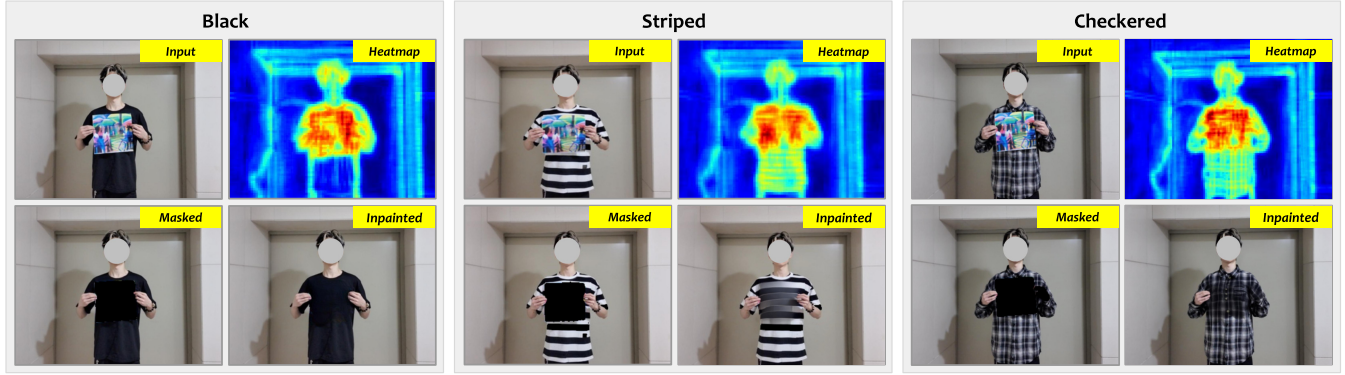 Black
Input
Heatmap
Masked
Inpainted
Striped
Input
Heatmap
Masked
Inpainted
Checkered
Input
Heatmap
Masked
Inpainted